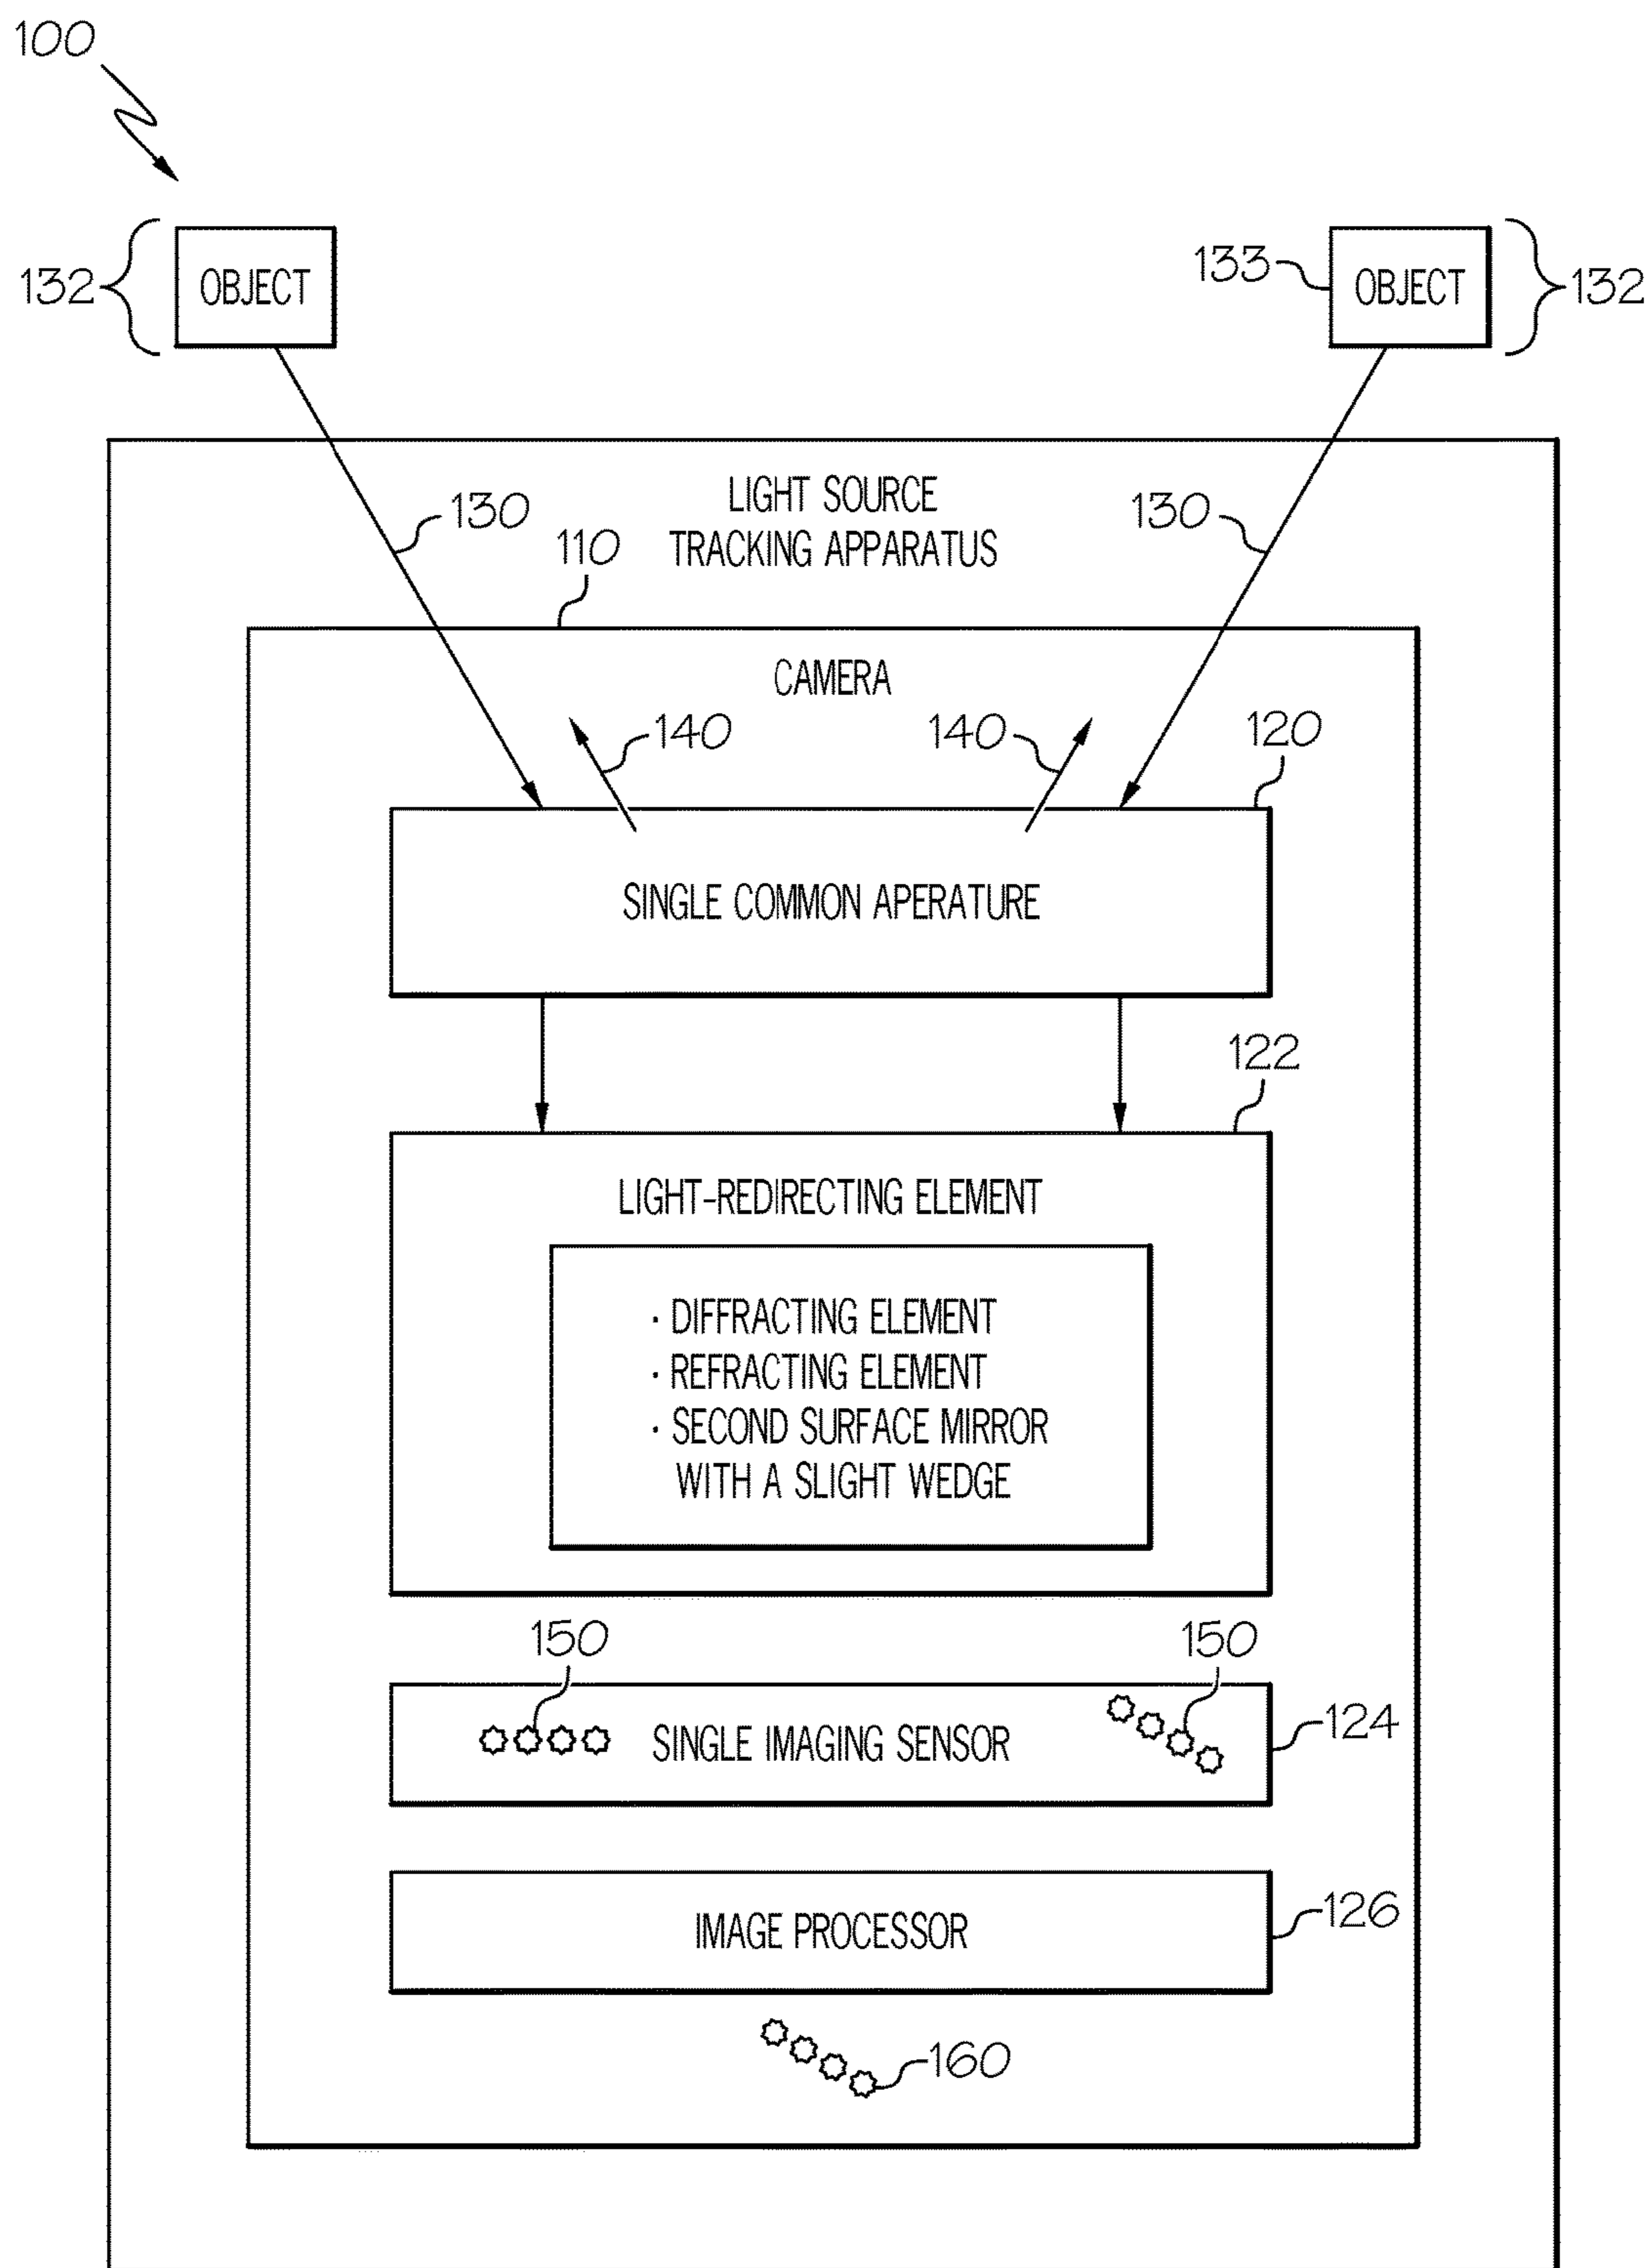 100
132
OBJECT
133
OBJECT
132
LIGHT SOURCE
TRACKING APPARATUS
130
130
110
CAMERA
140
140
120
SINGLE COMMON APERATURE
122
LIGHT-REDIRECTING ELEMENT
· DIFFRACTING ELEMENT
· REFRACTING ELEMENT
· SECOND SURFACE MIRROR
WITH A SLIGHT WEDGE
150
150
SINGLE IMAGING SENSOR
124
IMAGE PROCESSOR
126
160